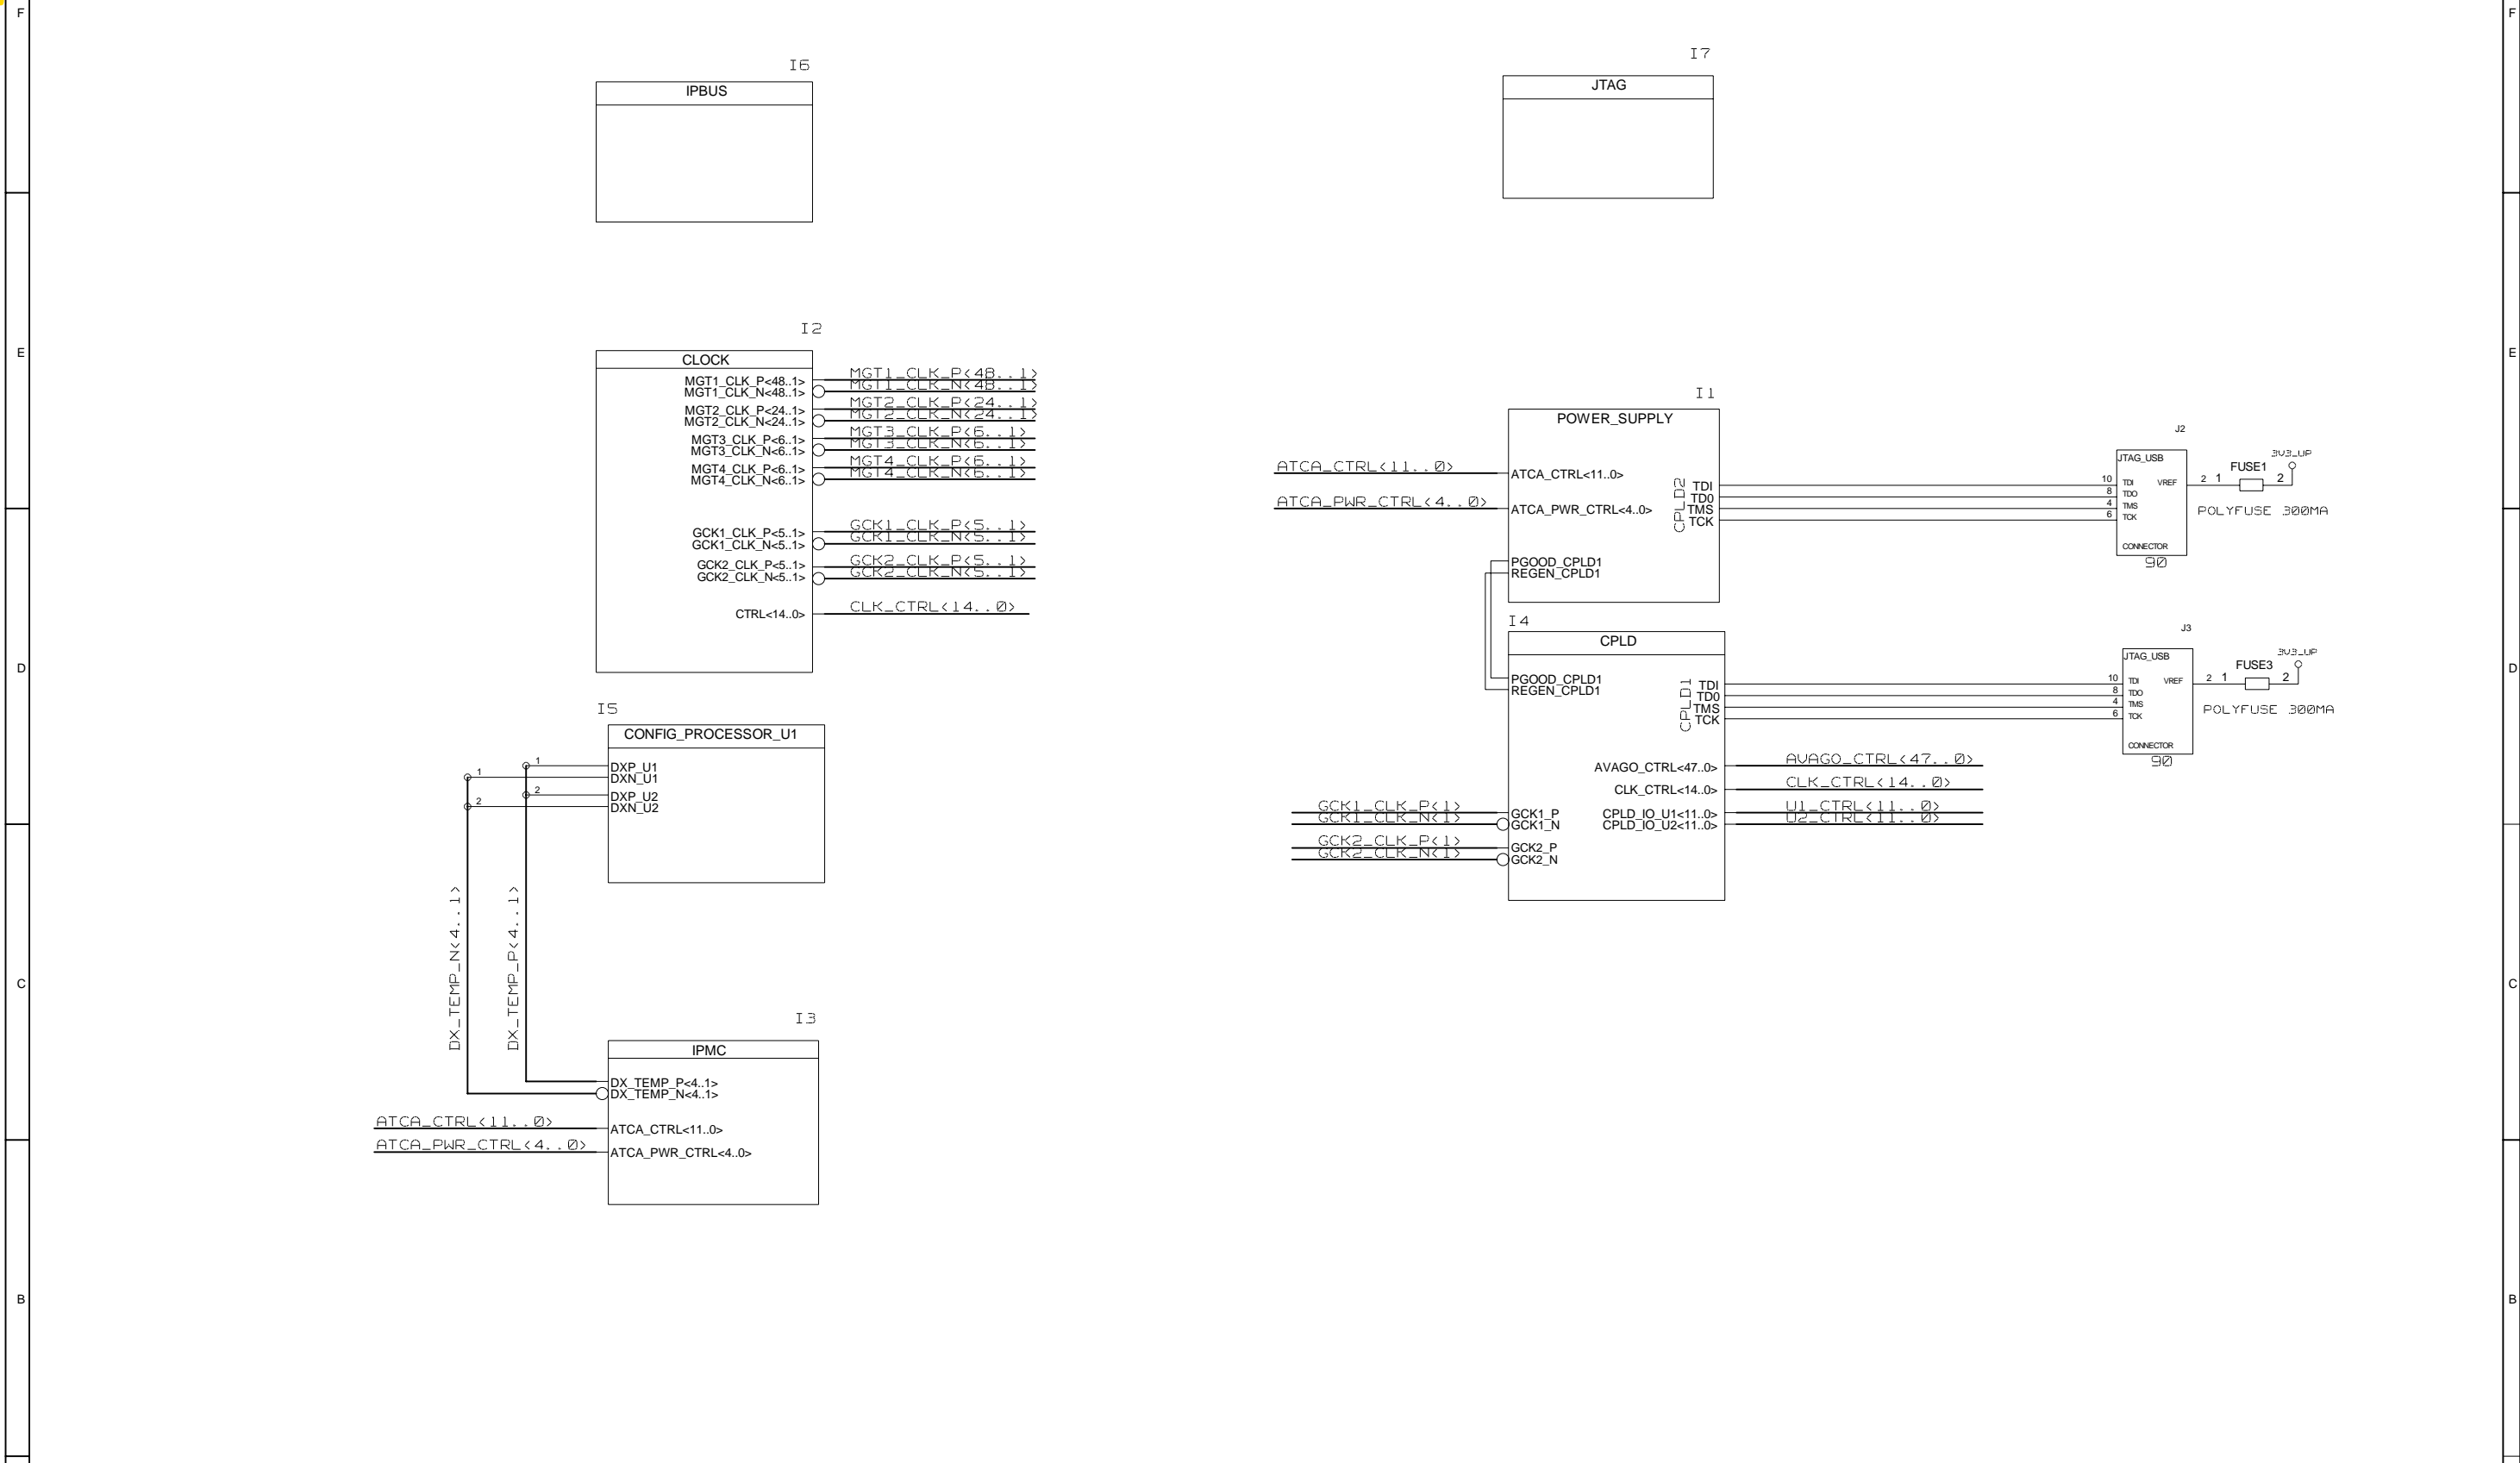 F
F
I6
IPBUS
I7
JTAG
E
E
I2
CLOCK
MGT1_CLK_P<48..1>
MGT1_CLK_P<48..1>
MGT1_CLK_N<48..1>
MGT1_CLK_N<48..1>
MGT2_CLK_P<24..1>
MGT2_CLK_P<24..1>
MGT2_CLK_N<24..1>
MGT2_CLK_N<24..1>
MGT3_CLK_P<6..1>
MGT3_CLK_P<6..1>
MGT3_CLK_N<6..1>
MGT3_CLK_N<6..1>
MGT4_CLK_P<6..1>
MGT4_CLK_P<6..1>
MGT4_CLK_N<6..1>
MGT4_CLK_N<6..1>
GCK1_CLK_P<5..1>
GCK1_CLK_P<5..1>
GCK1_CLK_N<5..1>
GCK1_CLK_N<5..1>
GCK2_CLK_P<5..1>
GCK2_CLK_P<5..1>
GCK2_CLK_N<5..1>
GCK2_CLK_N<5..1>
CTRL<14..0>
CLK_CTRL<14..0>
I1
POWER_SUPPLY
ATCA_CTRL<11..0>
ATCA_CTRL<11..0>
ATCA_PWR_CTRL<4..0>
ATCA_PWR_CTRL<4..0>
CPLD2
TDI
TD0
TMS
TCK
PGOOD_CPLD1
REGEN_CPLD1
J2
JTAG_USB
10 TDI
8 TDO
4 TMS
6 TCK
VREF 2
CONNECTOR
90
1 FUSE1 2
3V3_UP
POLYFUSE 300MA
D
D
I4
CPLD
PGOOD_CPLD1
REGEN_CPLD1
CPLD1
TDI
TD0
TMS
TCK
AVAGO_CTRL<47..0>
AVAGO_CTRL<47..0>
CLK_CTRL<14..0>
CLK_CTRL<14..0>
GCK1_CLK_P<1>
GCK1_P
CPLD_IO_U1<11..0>
U1_CTRL<11..0>
GCK1_CLK_N<1>
GCK1_N
CPLD_IO_U2<11..0>
U2_CTRL<11..0>
GCK2_CLK_P<1>
GCK2_P
GCK2_CLK_N<1>
GCK2_N
J3
JTAG_USB
10 TDI
8 TDO
4 TMS
6 TCK
VREF 2
CONNECTOR
90
1 FUSE3 2
3V3_UP
POLYFUSE 300MA
I5
CONFIG_PROCESSOR_U1
1
DXP_U1
1
DXN_U1
2
DXP_U2
2
DXN_U2
DX_TEMP_N<4..1>
DX_TEMP_P<4..1>
C
C
I3
IPMC
DX_TEMP_P<4..1>
DX_TEMP_N<4..1>
ATCA_CTRL<11..0>
ATCA_CTRL<11..0>
ATCA_PWR_CTRL<4..0>
ATCA_PWR_CTRL<4..0>
B
B